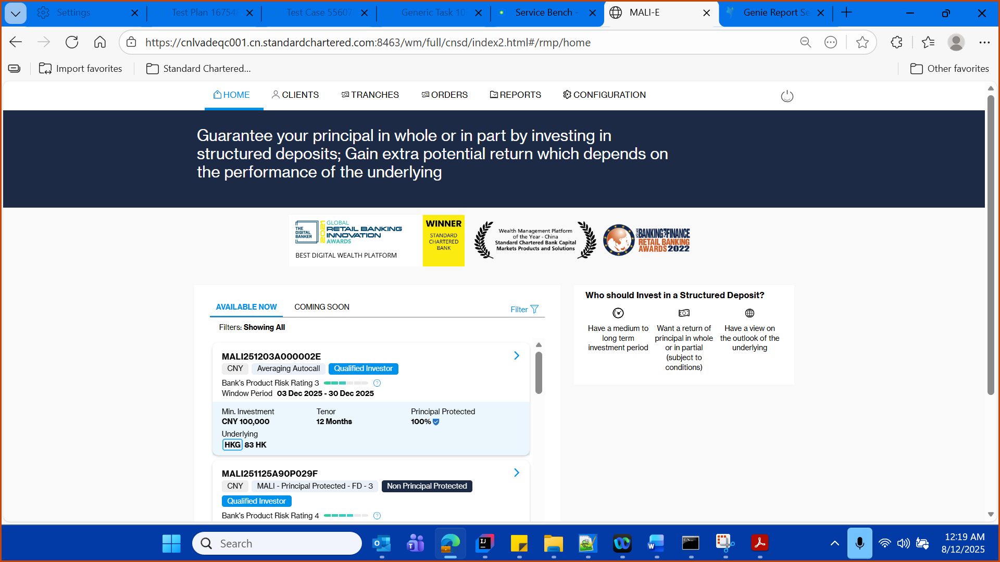 Settings
Test Plan 16754
Test Case 5560
Generic Task 10
Service Bench -
MALI-E
Genie Report Se
https://cnlvadeqc001.cn.standardchartered.com:8463/wm/full/cnsd/index2.html#/rmp/home
Import favorites
Standard Chartered...
Other favorites
HOME
CLIENTS
TRANCHES
ORDERS
REPORTS
CONFIGURATION
Guarantee your principal in whole or in part by investing in
structured deposits; Gain extra potential return which depends on
the performance of the underlying
THE DIGITAL BANKER
2021
GLOBAL
RETAIL BANKING
INNOVATION
AWARDS
BEST DIGITAL WEALTH PLATFORM
WINNER
STANDARD
CHARTERED
BANK
Wealth Management Platform
of the Year - China
Standard Chartered Bank Capital
Markets Products and Solutions
ASIAN
BANKING & FINANCE
RETAIL BANKING
AWARDS 2022
AVAILABLE NOW
COMING SOON
Filter
Filters: Showing All
MALI251203A000002E
CNY
Averaging Autocall
Qualified Investor
Bank's Product Risk Rating 3
?
Window Period 03 Dec 2025 - 30 Dec 2025
Min. Investment
CNY 100,000
Tenor
12 Months
Principal Protected
100%
Underlying
HKG 83 HK
MALI251125A90P029F
CNY
MALI - Principal Protected - FD - 3
Non Principal Protected
Qualified Investor
Bank's Product Risk Rating 4
?
Who should Invest in a Structured Deposit?
Have a medium to
long term
investment period
Want a return of
principal in whole
or in partial
(subject to
conditions)
Have a view on
the outlook of the
underlying
Search
12:19 AM
8/12/2025